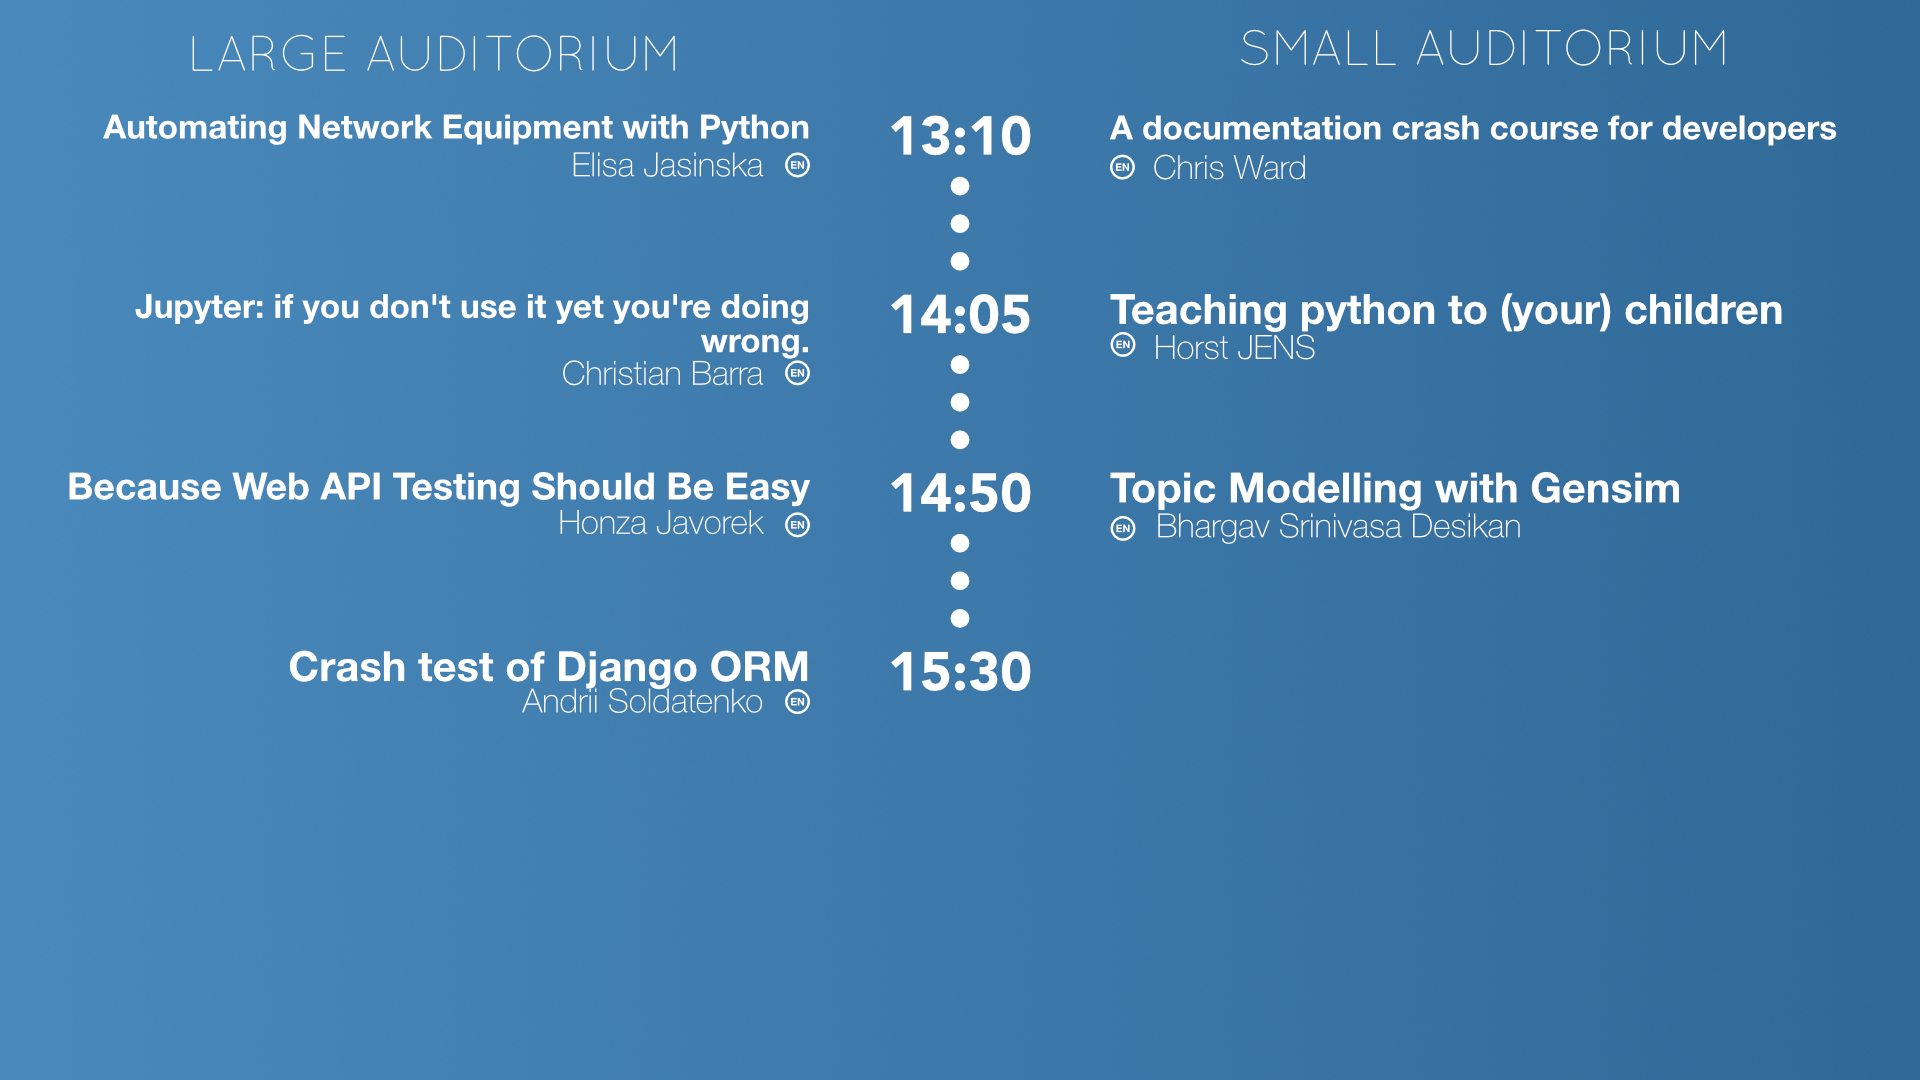 LARGE AUDITORIUM
SMALL AUDITORIUM
Automating Network Equipment with Python
Elisa Jasinska EN
13:10
A documentation crash course for developers
EN Chris Ward
Jupyter: if you don't use it yet you're doing
wrong.
Christian Barra EN
14:05
Teaching python to (your) children
EN Horst JENS
Because Web API Testing Should Be Easy
Honza Javorek EN
14:50
Topic Modelling with Gensim
EN Bhargav Srinivasa Desikan
Crash test of Django ORM
Andrii Soldatenko EN
15:30